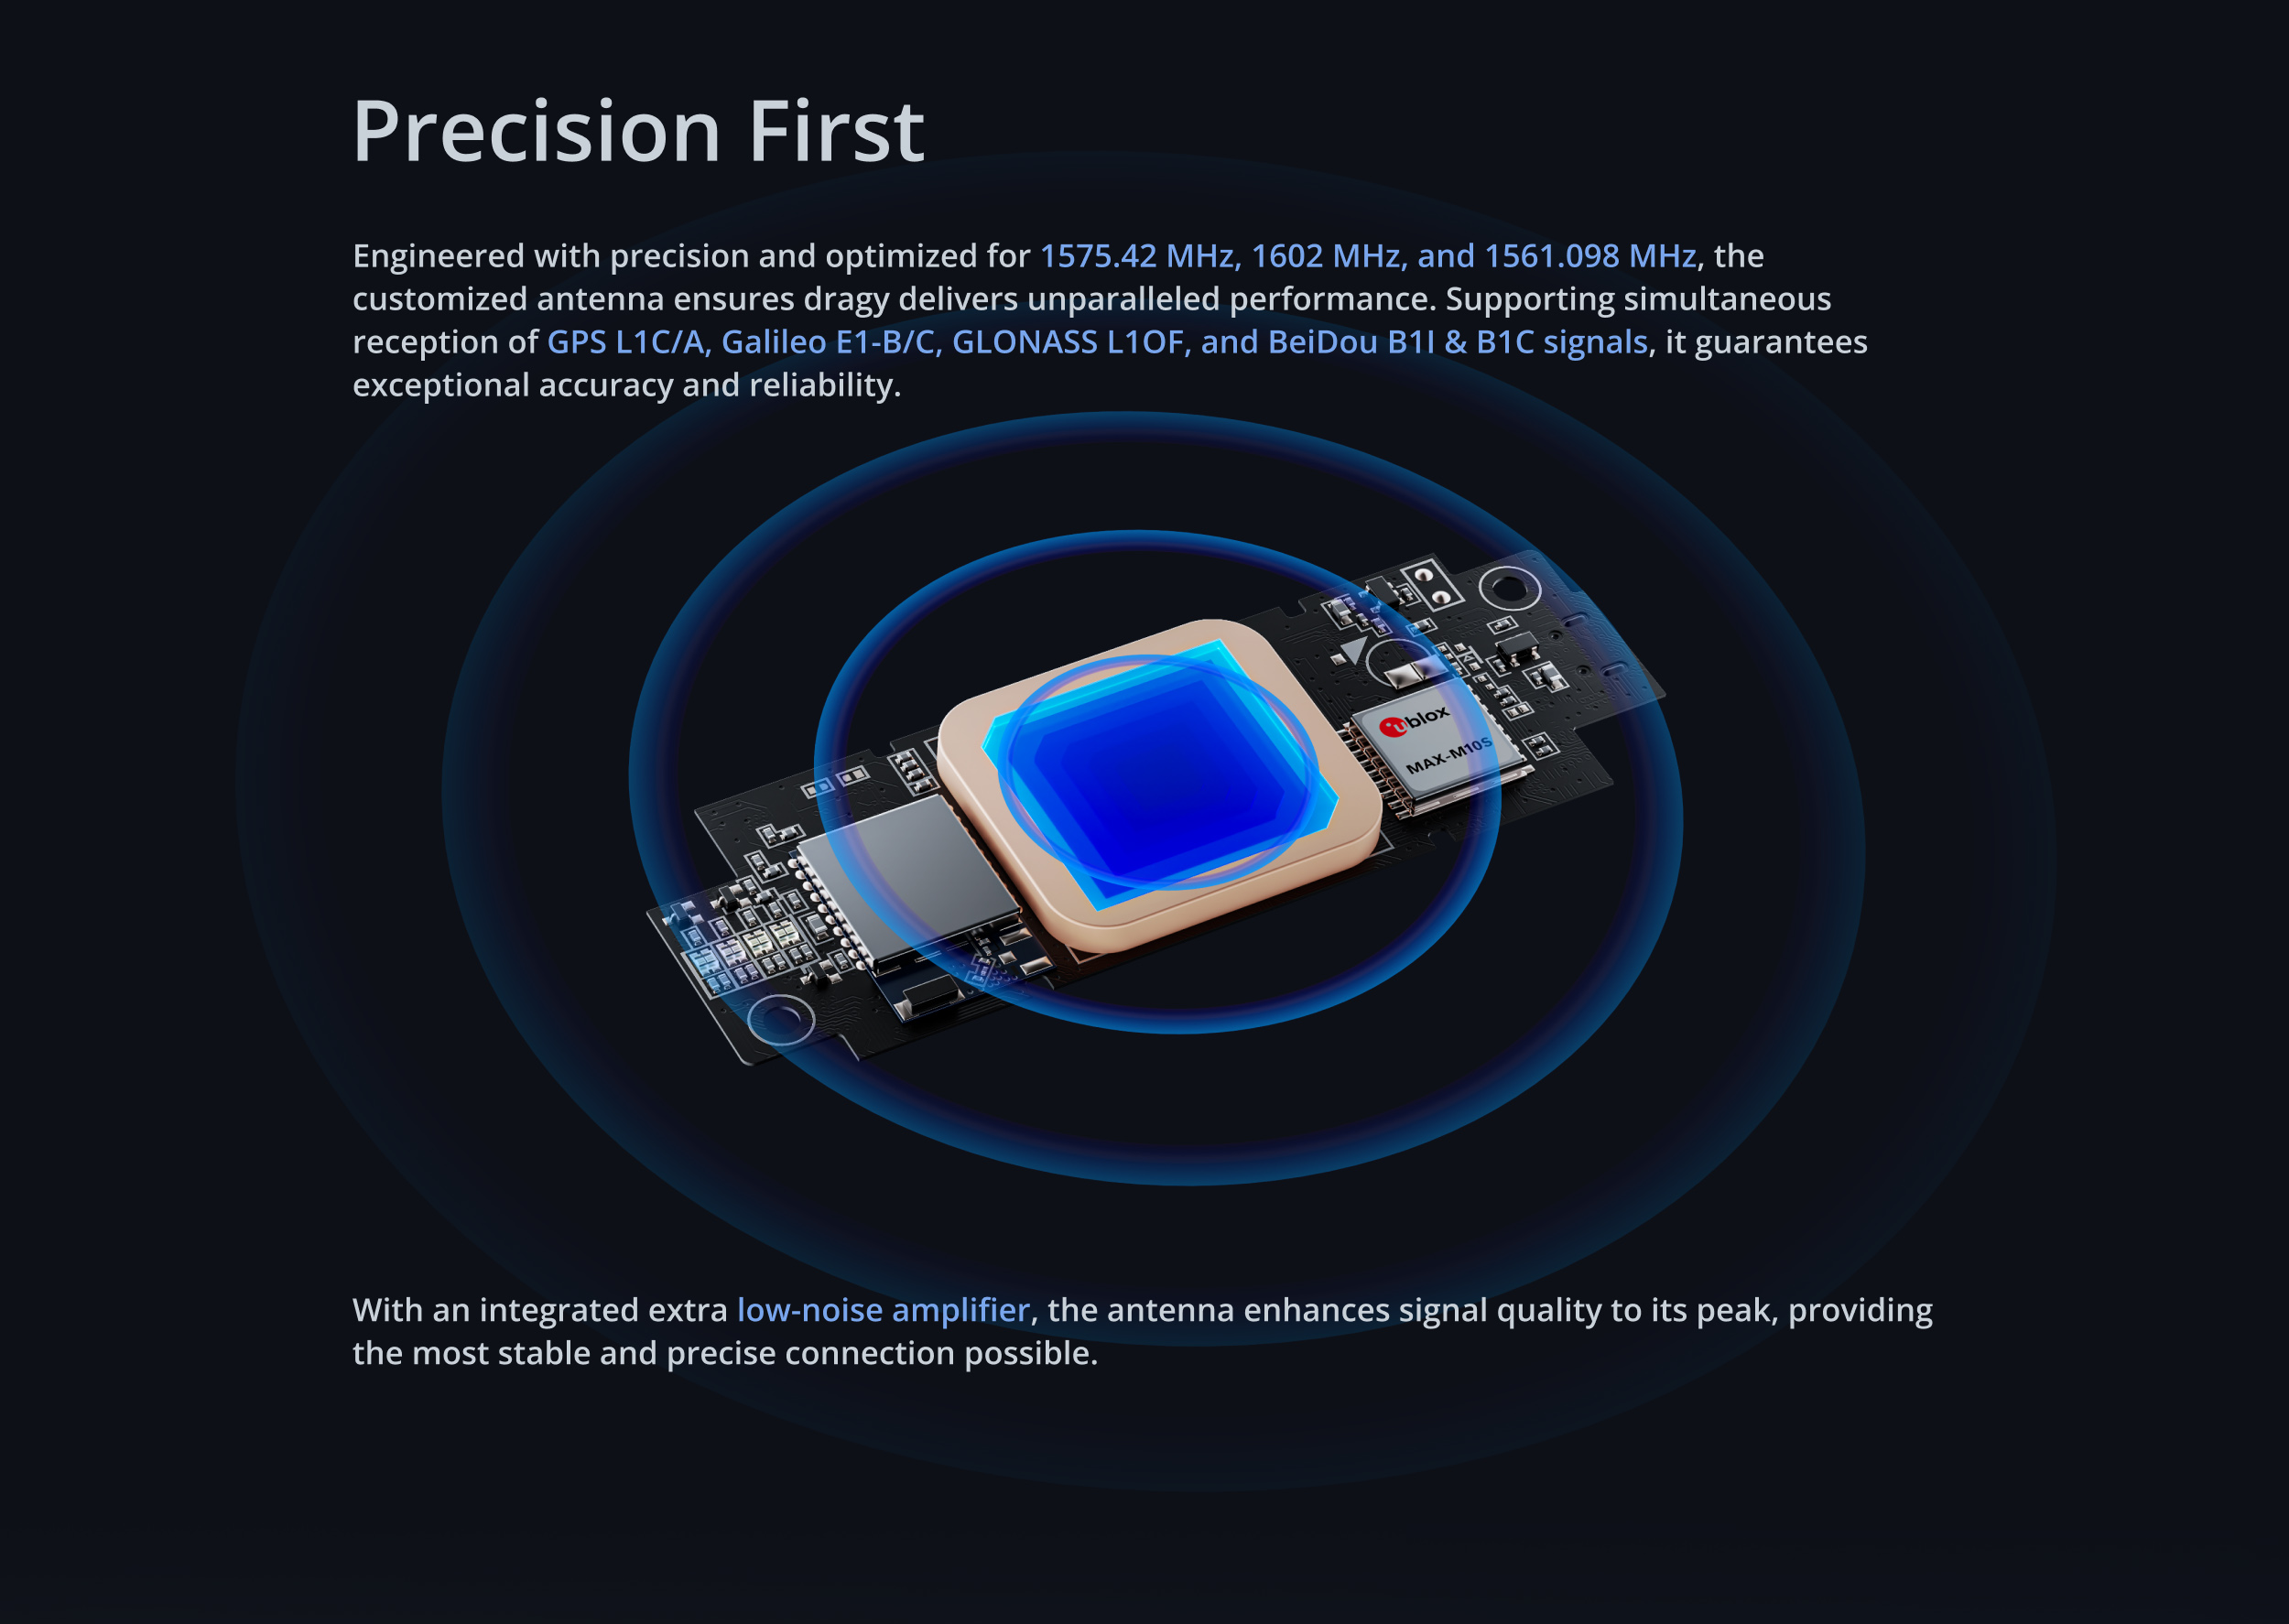 Precision First
Engineered with precision and optimized for 1575.42 MHz, 1602 MHz, and 1561.098 MHz, the
customized antenna ensures dragy delivers unparalleled performance. Supporting simultaneous
reception of GPS L1C/A, Galileo E1-B/C, GLONASS L1OF, and BeiDou B1I & B1C signals, it guarantees
exceptional accuracy and reliability.
ublox
MAX-M10S
With an integrated extra low-noise amplifier, the antenna enhances signal quality to its peak, providing
the most stable and precise connection possible.